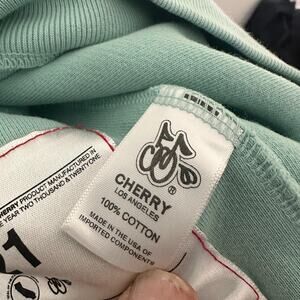 CHERRY PRODUCT MANUFACTURED IN
YEAR TWO THOUSAND & TWENTYONE
1
®
CHERRY
LOS ANGELES
100% COTTON
MADE IN THE USA OF
IMPORTED COMPONENTS